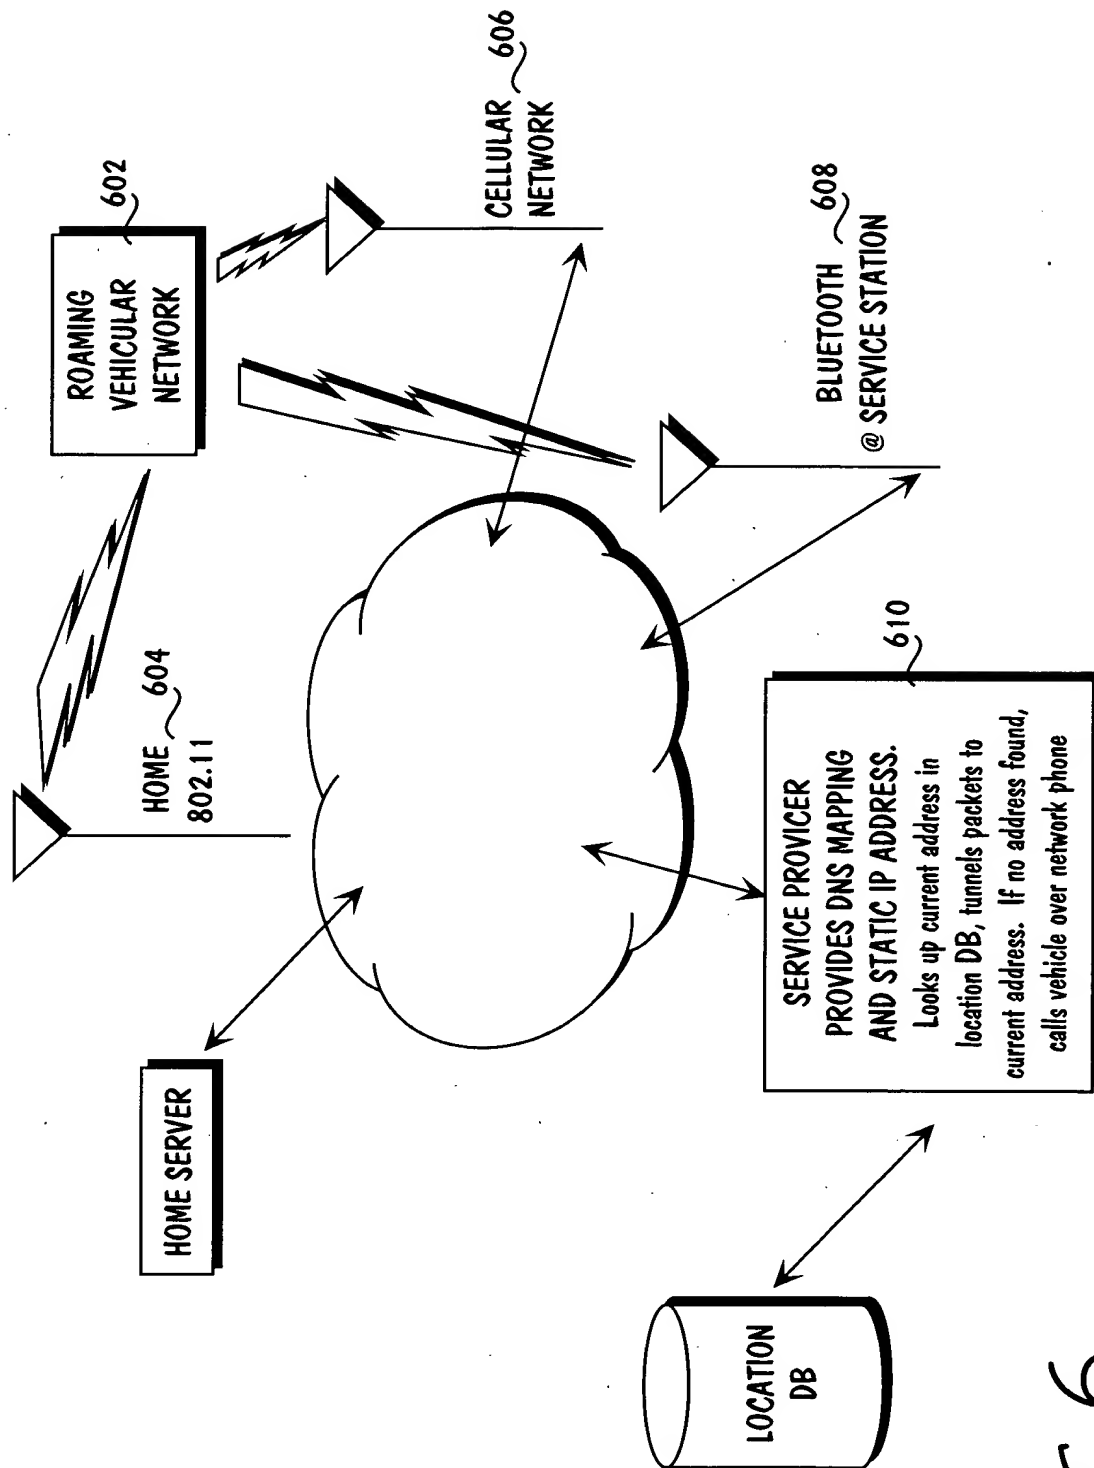 ROAMING
VEHICULAR
NETWORK
602
HOME 604
802.11
CELLULAR 606
NETWORK
BLUETOOTH 608
@ SERVICE STATION
HOME SERVER
610
SERVICE PROVICER
PROVIDES DNS MAPPING
AND STATIC IP ADDRESS.
Looks up current address in
location DB, tunnels packets to
current address. If no address found,
calls vehicle over network phone
LOCATION
DB
6